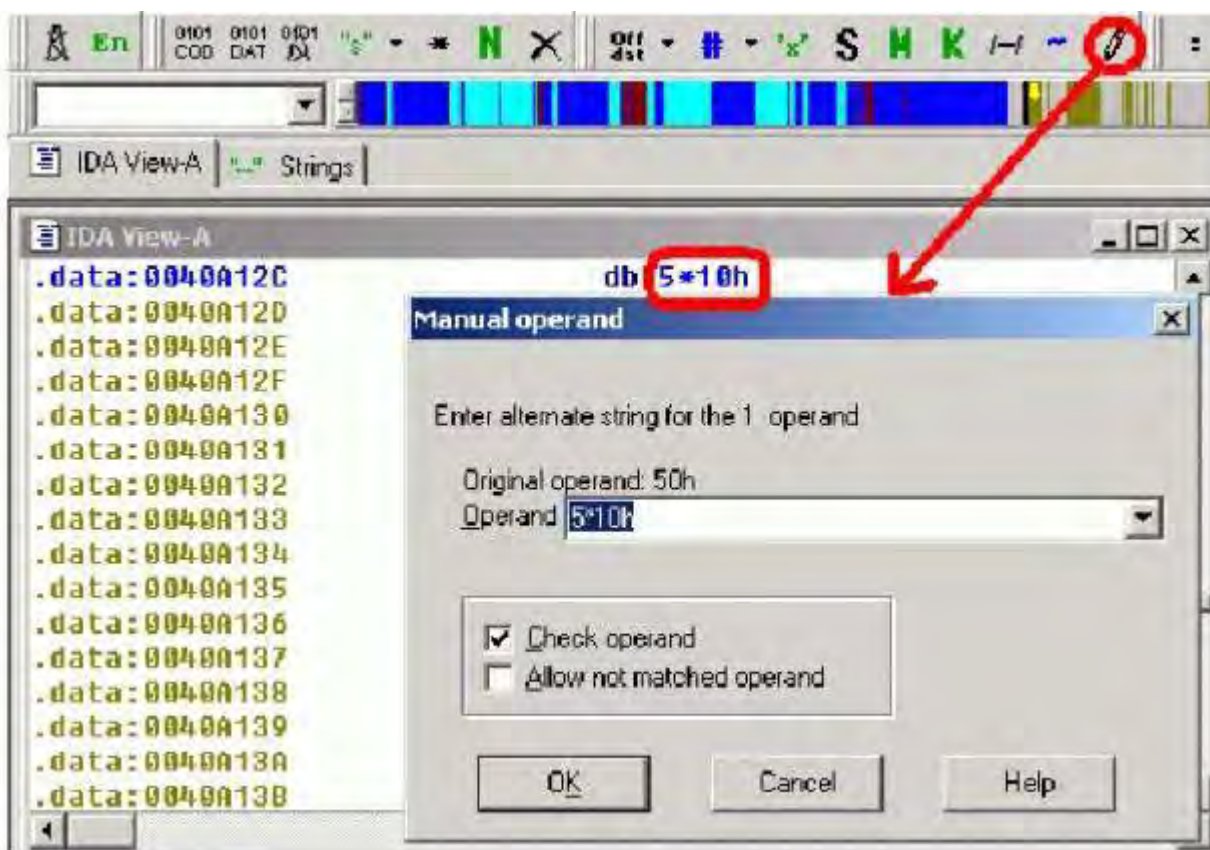 En 0101 0101 0101 "s" * N X Off # 'x' S M K ~
COD DAT
IDA View-A "..." Strings
IDA View-A
.data:0040A12C db 5*10h
.data:0040A12D
.data:0040A12E
.data:0040A12F
.data:0040A130
.data:0040A131
.data:0040A132
.data:0040A133
.data:0040A134
.data:0040A135
.data:0040A136
.data:0040A137
.data:0040A138
.data:0040A139
.data:0040A13A
.data:0040A13B
Manual operand
Enter alternate string for the 1 operand
Original operand: 50h
Operand 5*10h
Check operand
Allow not matched operand
OK Cancel Help